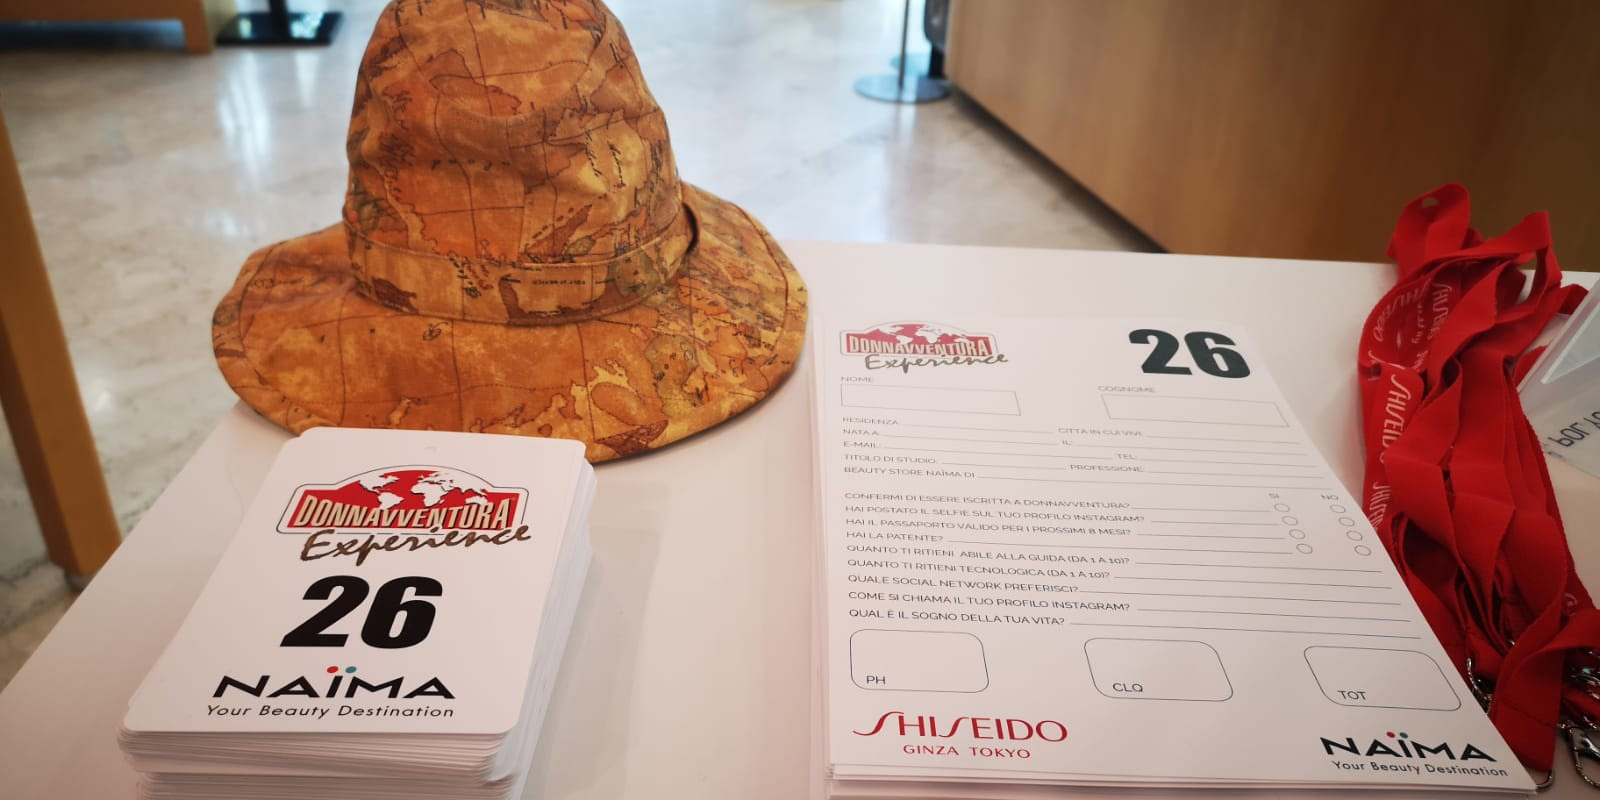 DONNAVVENTURA
Experience
26
NAÏMA
Your Beauty Destination
DONNAVVENTURA
Experience
26
NOME
COGNOME
RESIDENZA:
CITTÀ IN CUI VIVI:
NATA A:
IL:
E-MAIL:
TEL:
TITOLO DI STUDIO:
PROFESSIONE:
BEAUTY STORE NAÏMA DI
SI NO
CONFERMI DI ESSERE ISCRITTA A DONNAVVENTURA?
HAI POSTATO IL SELFIE SUL TUO PROFILO INSTAGRAM?
HAI IL PASSAPORTO VALIDO PER I PROSSIMI 8 MESI?
HAI LA PATENTE?
QUANTO TI RITIENI ABILE ALLA GUIDA (DA 1 A 10)?
QUANTO TI RITIENI TECNOLOGICA (DA 1 A 10)?
QUALE SOCIAL NETWORK PREFERISCI?
COME SI CHIAMA IL TUO PROFILO INSTAGRAM?
QUAL È IL SOGNO DELLA TUA VITA?
PH
CLQ
TOT
SHISEIDO
GINZA TOKYO
NAÏMA
Your Beauty Destination
SHISEIDO